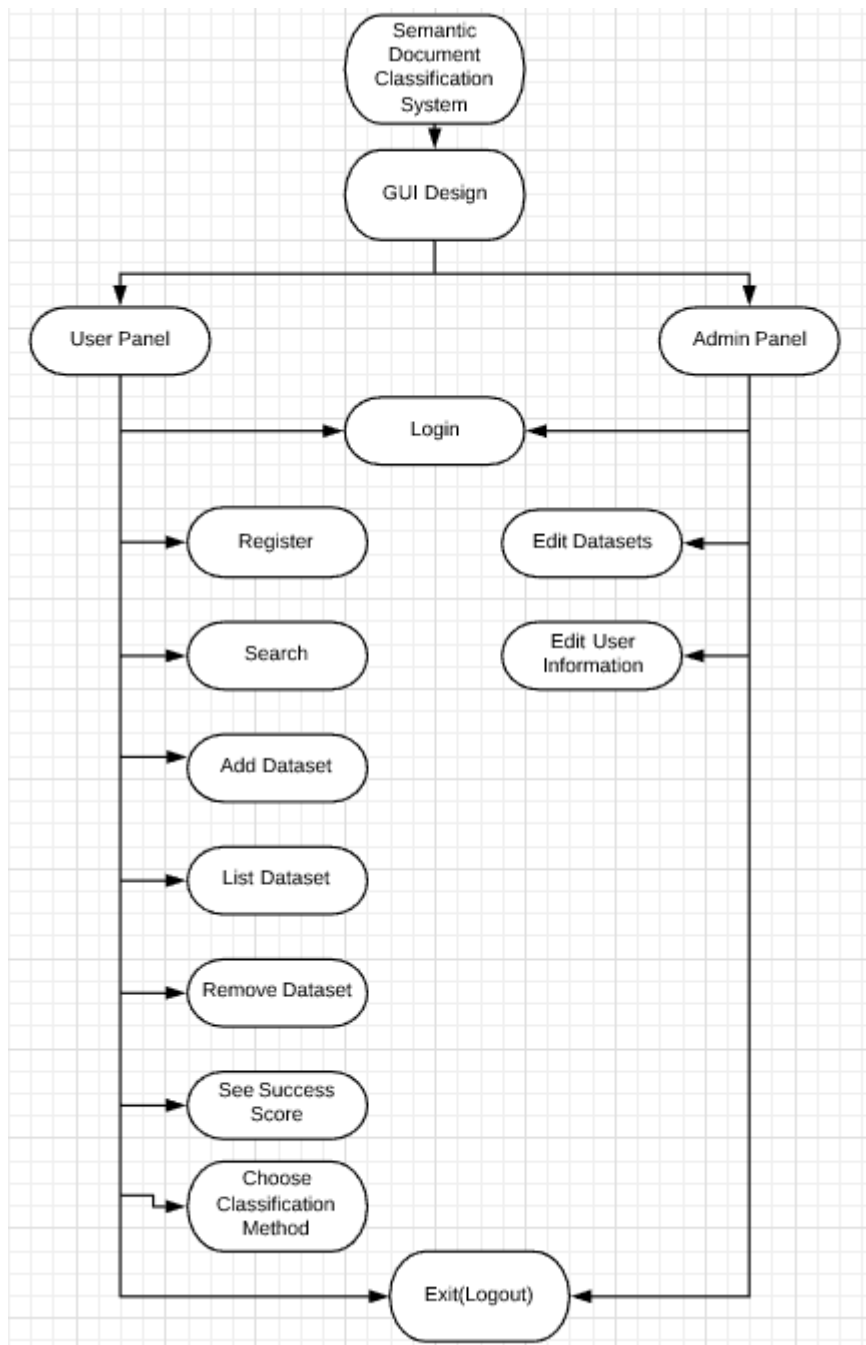 Semantic
Document
Classification
System
GUI Design
User Panel
Admin Panel
Login
Register
Edit Datasets
Search
Edit User
Information
Add Dataset
List Dataset
Remove Dataset
See Success
Score
Choose
Classification
Method
Exit(Logout)